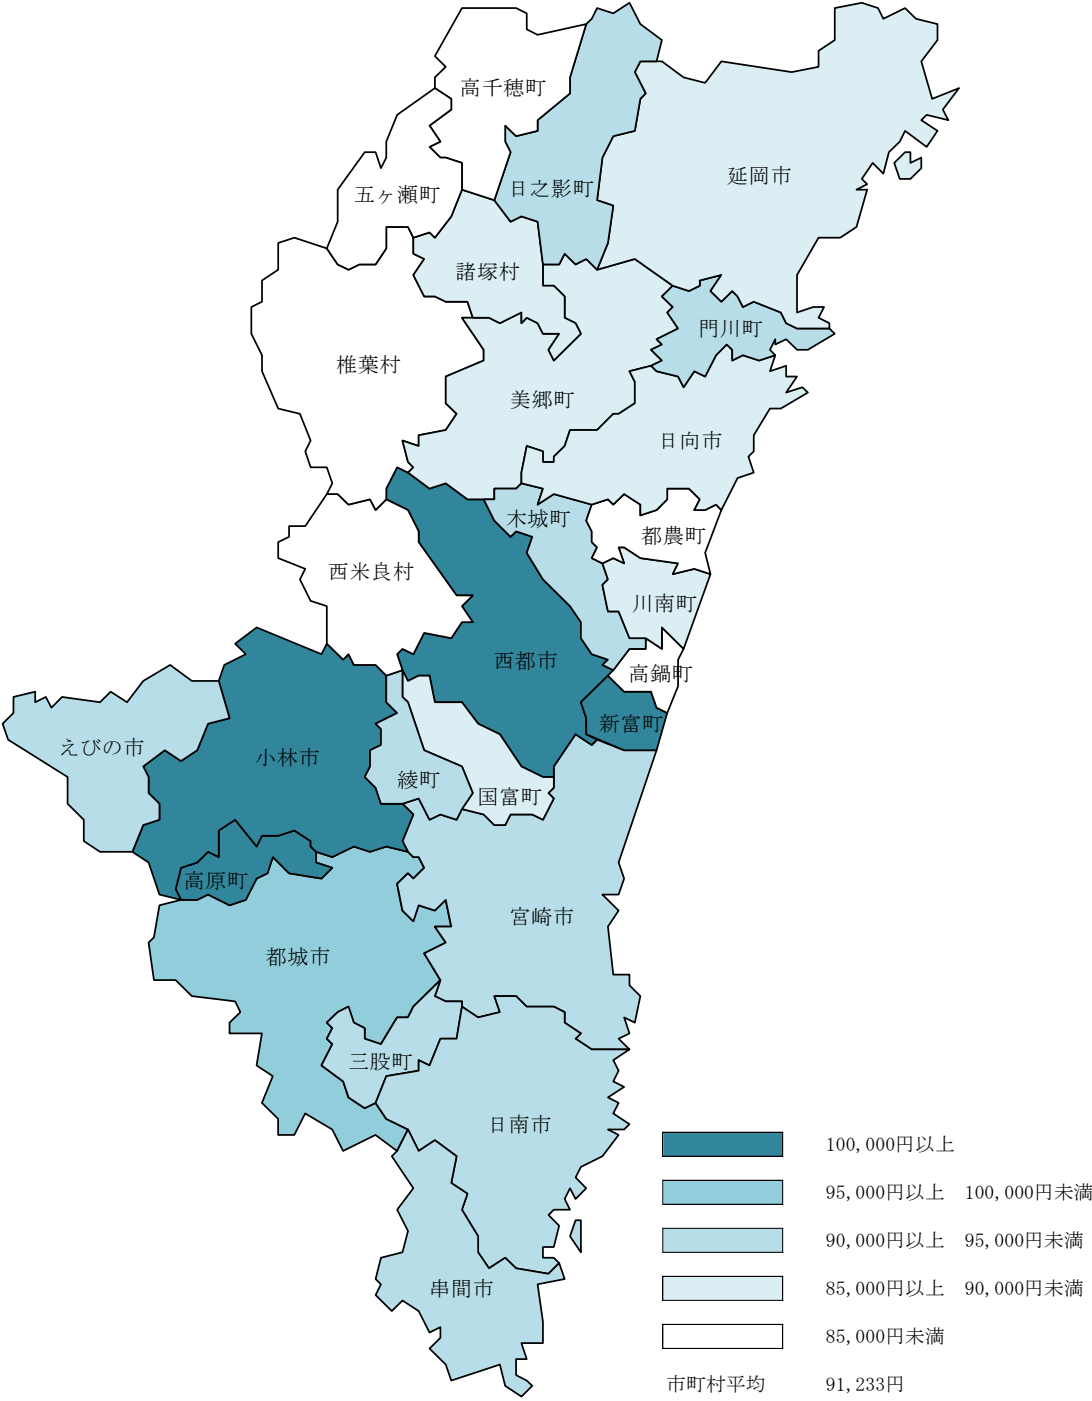 高千穂町
延岡市
日之影町
五ヶ瀬町
諸塚村
門川町
椎葉村
美郷町
日向市
木城町
都農町
西米良村
川南町
西都市
高鍋町
新富町
えびの市
小林市
綾町
国富町
高原町
宮崎市
都城市
三股町
日南市
串間市
100,000円以上
95,000円以上　100,000円未満
90,000円以上　95,000円未満
85,000円以上　90,000円未満
85,000円未満
市町村平均　91,233円